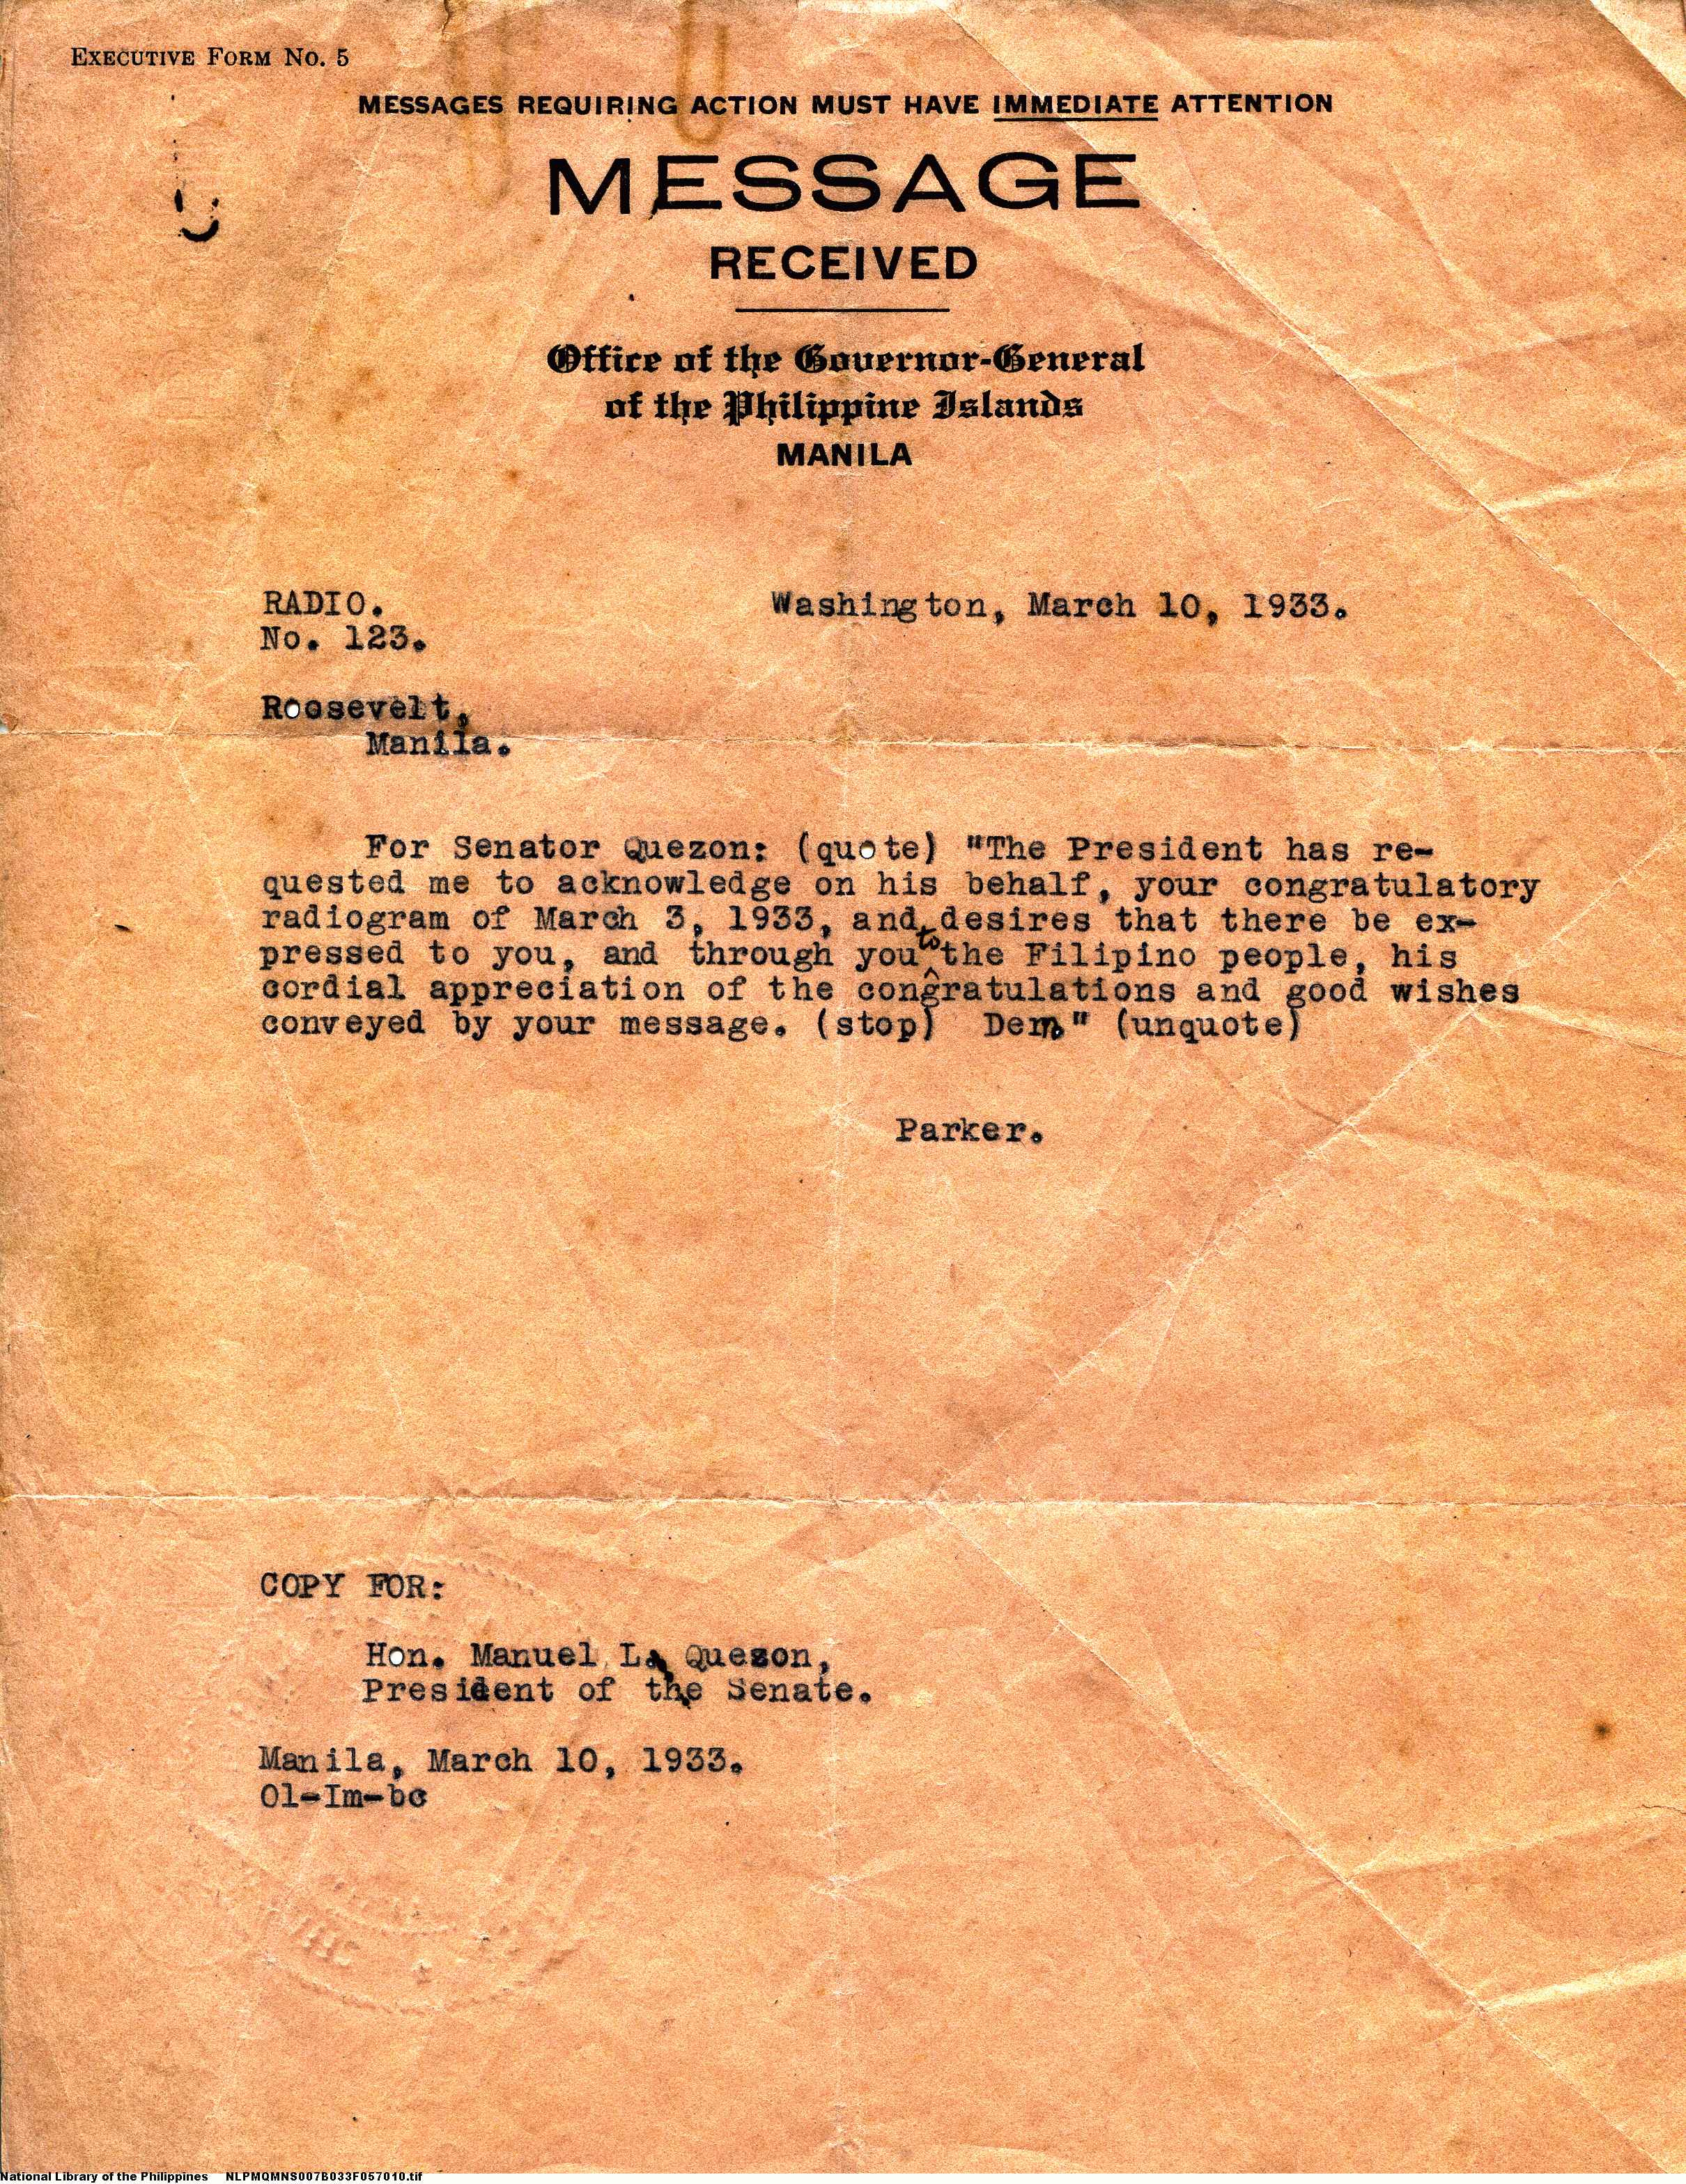 EXECUTIVE FORM NO. 5
MESSAGES REQUIRING ACTION MUST HAVE IMMEDIATE ATTENTION
MESSAGE
RECEIVED
Office of the Governor-General
of the Philippine Islands
MANILA
RADIO. Washington, March 10, 1933.
No. 123.
Roosevelt,
Manila.
For Senator Quezon: (quote) "The President has re-
quested me to acknowledge on his behalf, your congratulatory
radiogram of March 3, 1933, and desires that there be ex-
pressed to you, and through you to the Filipino people, his
cordial appreciation of the congratulations and good wishes
conveyed by your message. (stop) Dern" (unquote)
Parker.
COPY FOR:
Hon. Manuel L. Quezon,
President of the Senate.
Manila, March 10, 1933.
Ol-Im-bc
National Library of the Philippines NLPMQMNS007B033F057010.tif